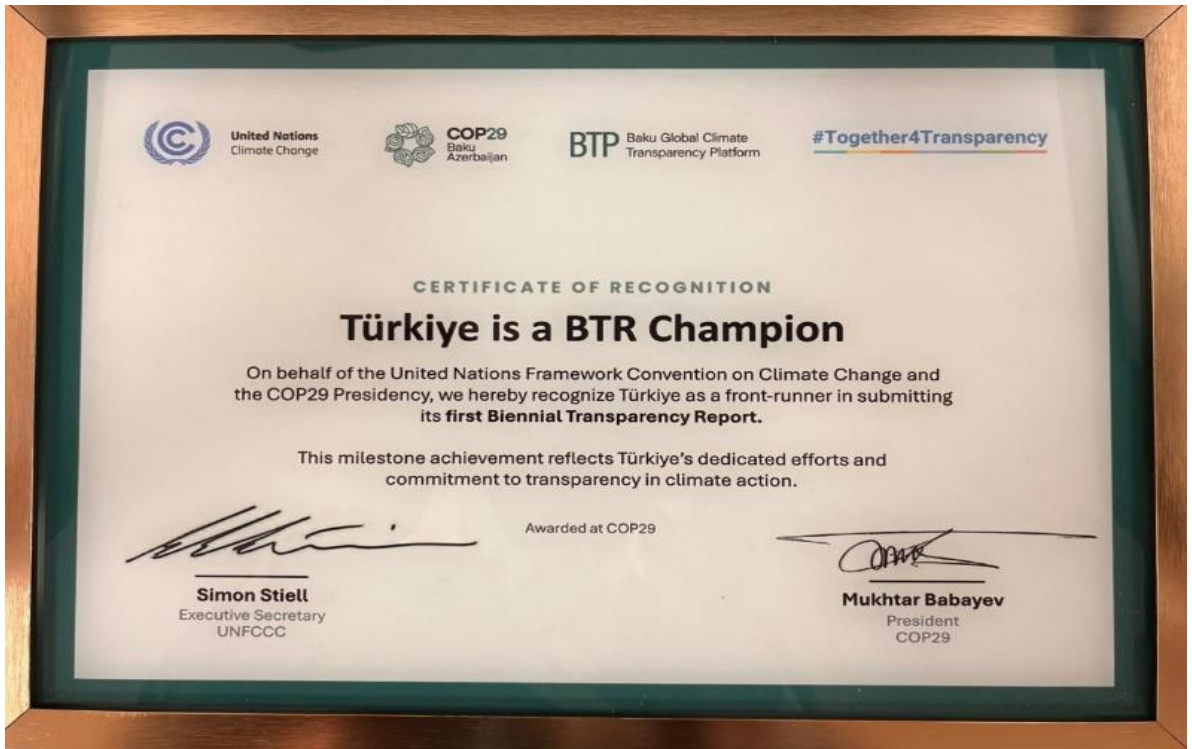 United Nations
Climate Change
COP29
Baku
Azerbaijan
BTP
Baku Global Climate
Transparency Platform
#Together4Transparency
CERTIFICATE OF RECOGNITION
Türkiye is a BTR Champion
On behalf of the United Nations Framework Convention on Climate Change and
the COP29 Presidency, we hereby recognize Türkiye as a front-runner in submitting
its first Biennial Transparency Report.
This milestone achievement reflects Türkiye's dedicated efforts and
commitment to transparency in climate action.
Awarded at COP29
Simon Stiell
Executive Secretary
UNFCCC
Mukhtar Babayev
President
COP29